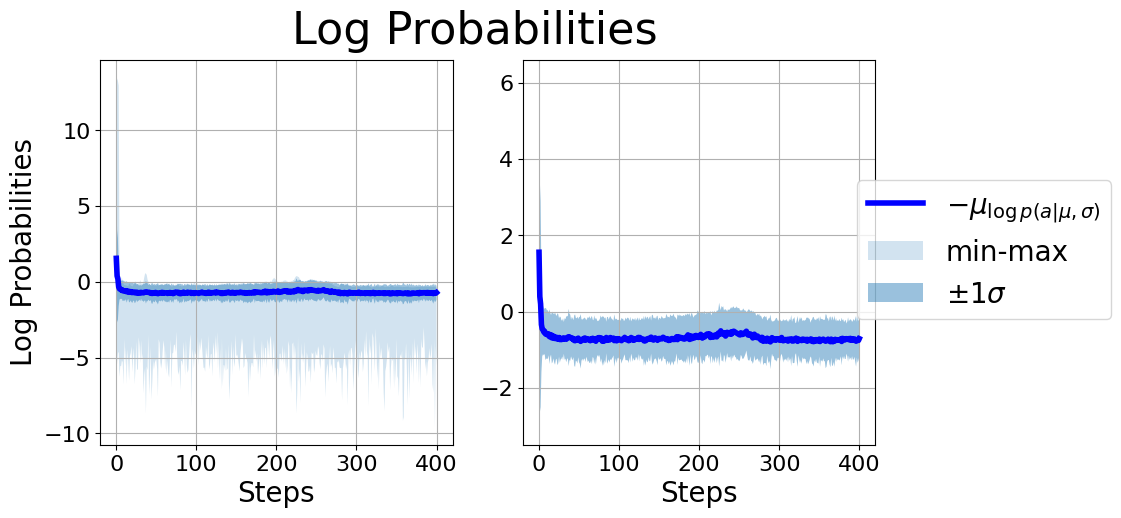 Log Probabilities
Log Probabilities
10
5
0
−5
−10
0 100 200 300 400
Steps
6
4
2
0
−2
0 100 200 300 400
Steps
−μ_{log p(a|μ, σ)}
min-max
±1σ